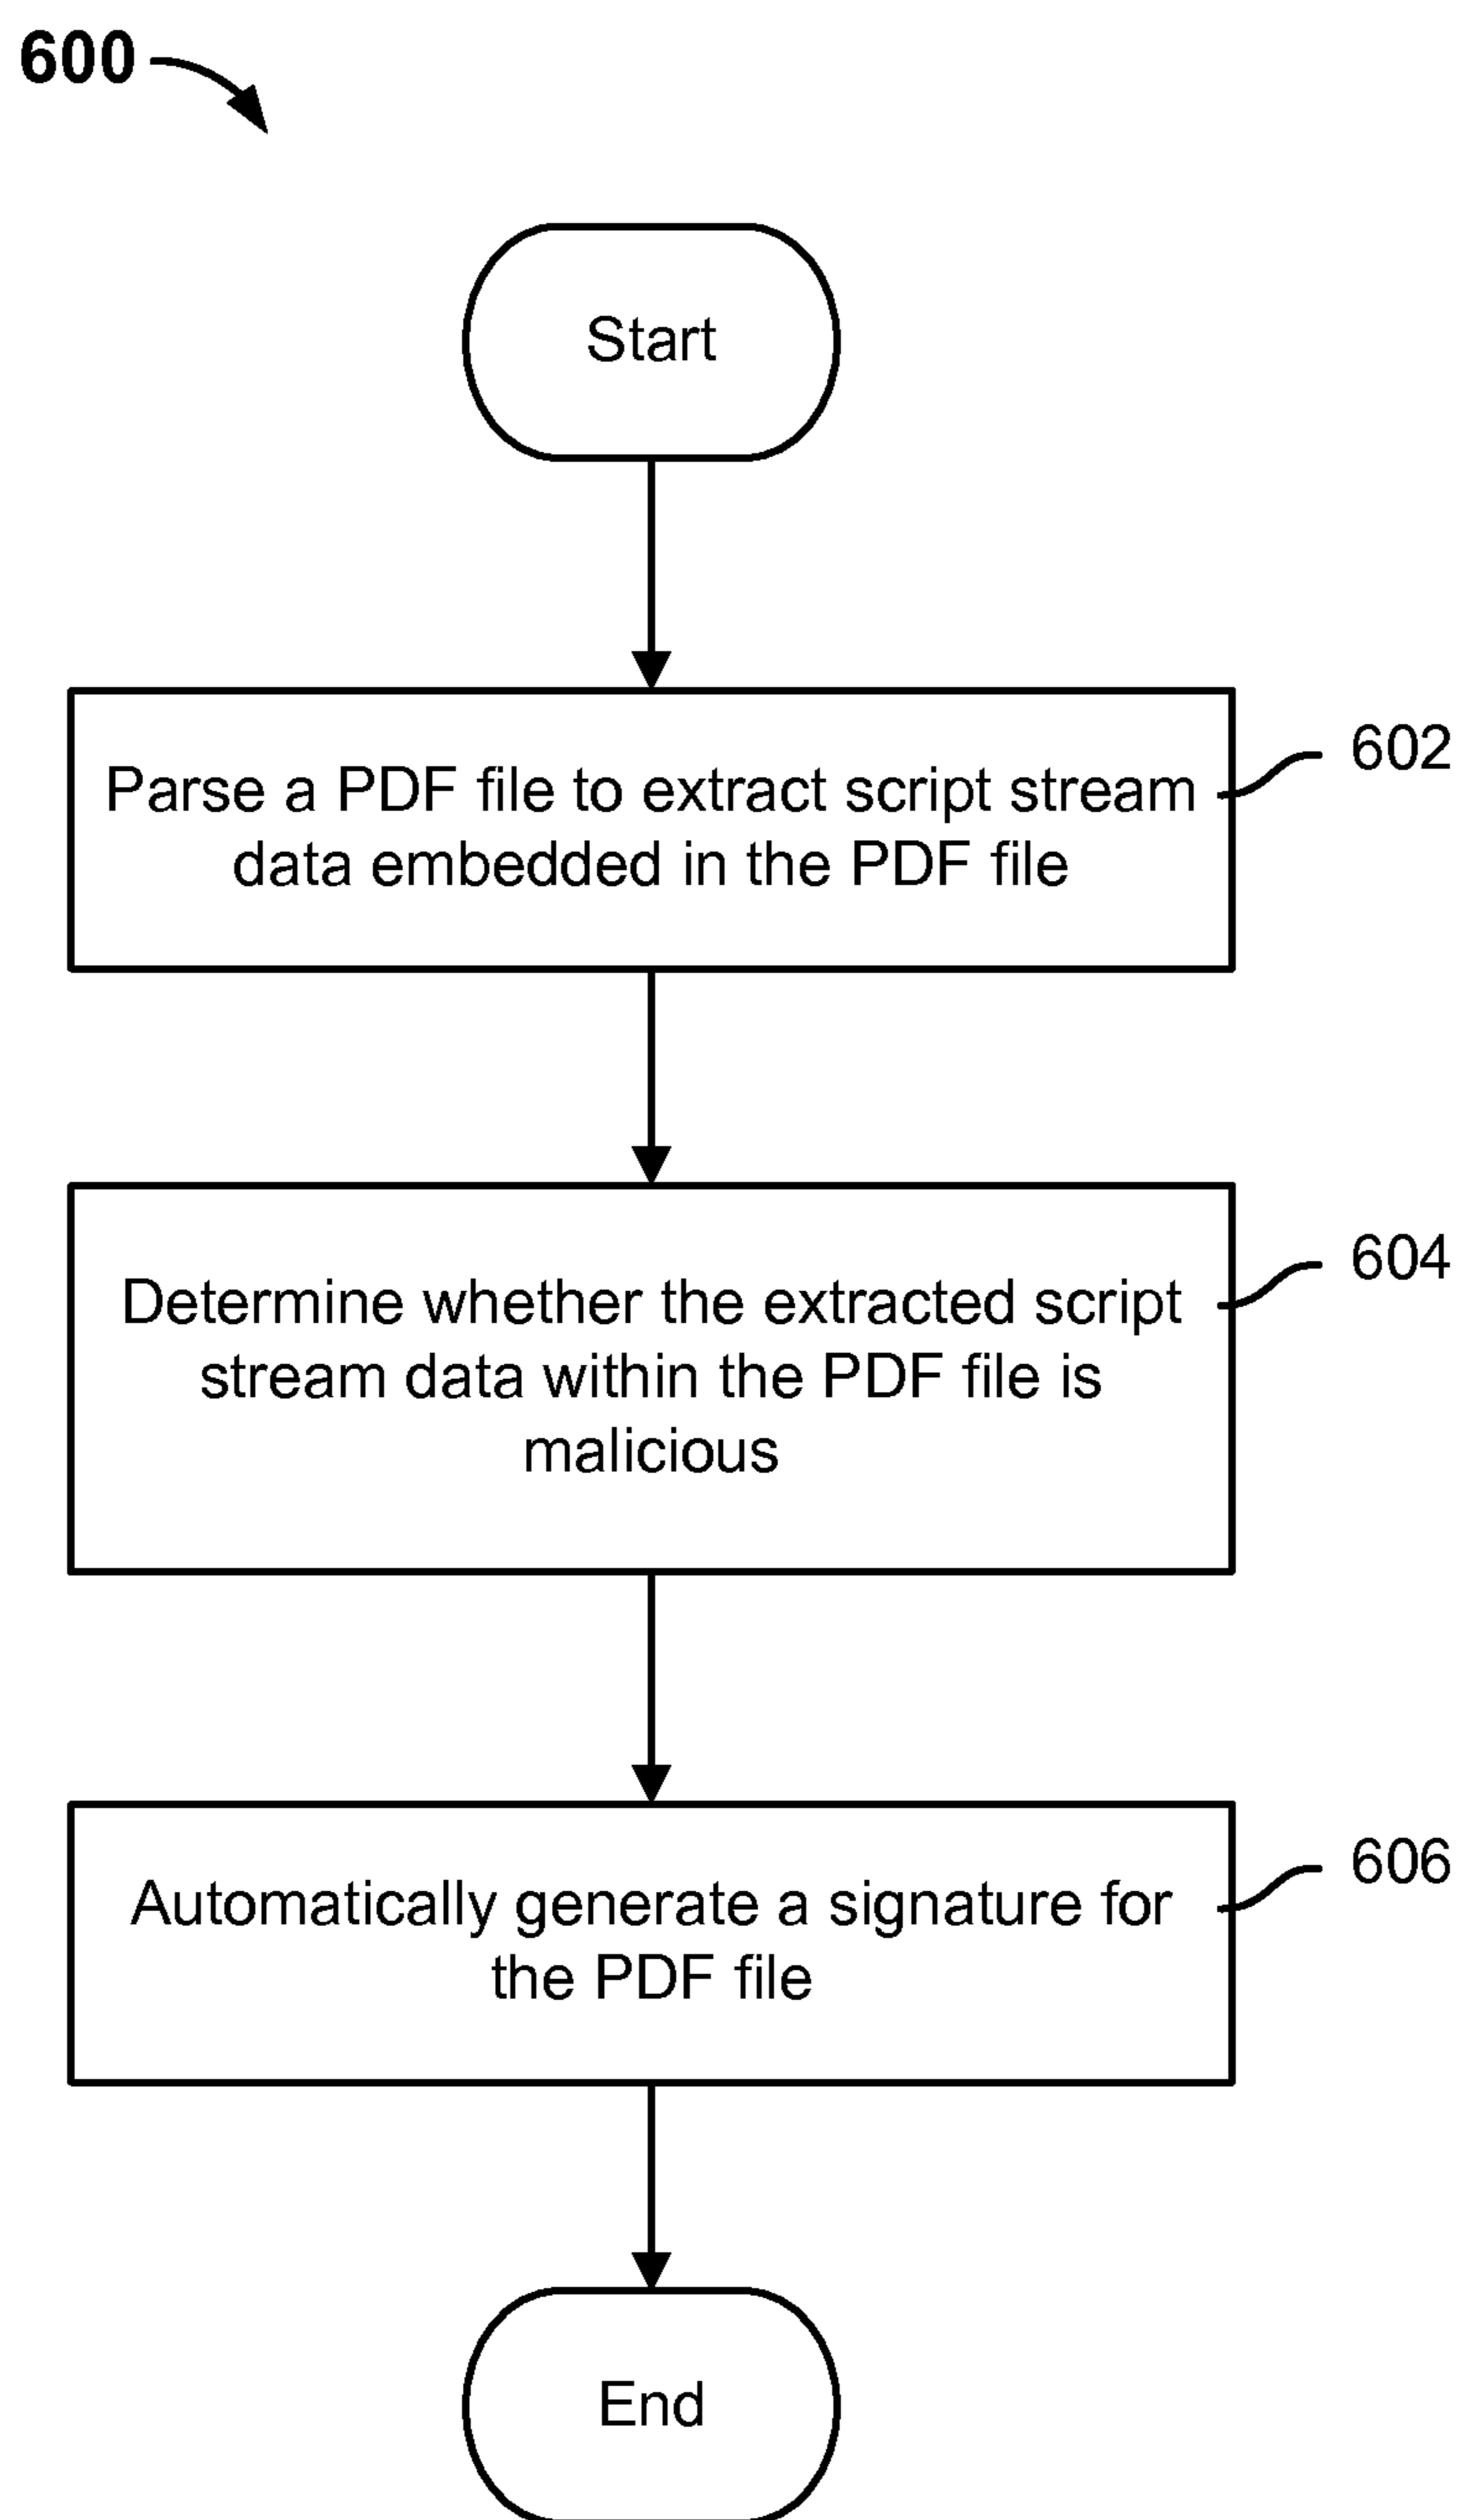 600
Start
Parse a PDF file to extract script stream
data embedded in the PDF file
602
Determine whether the extracted script
stream data within the PDF file is
malicious
604
Automatically generate a signature for
the PDF file
606
End